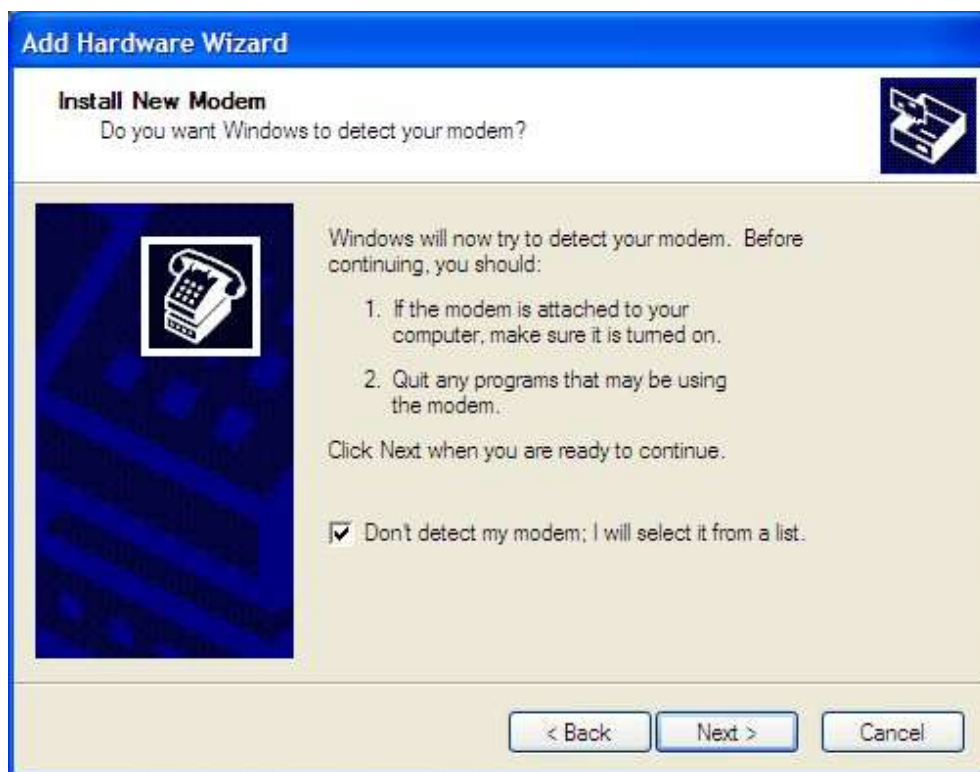 Add Hardware Wizard
Install New Modem
Do you want Windows to detect your modem?
Windows will now try to detect your modem.  Before
continuing, you should:
1. If the modem is attached to your
computer, make sure it is turned on.
2. Quit any programs that may be using
the modem.
Click Next when you are ready to continue.
Don't detect my modem; I will select it from a list.
< Back
Next >
Cancel